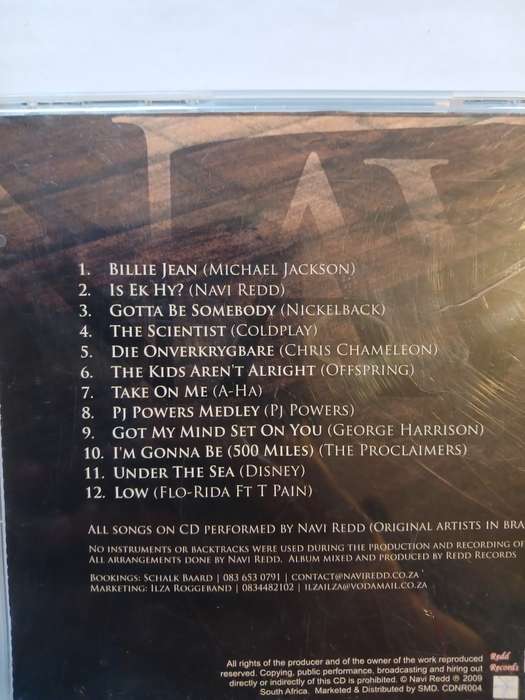 1. BILLIE JEAN (MICHAEL JACKSON)
2. IS EK HY? (NAVI REDD)
3. GOTTA BE SOMEBODY (NICKELBACK)
4. THE SCIENTIST (COLDPLAY)
5. DIE ONVERKRYGBARE (CHRIS CHAMELEON)
6. THE KIDS AREN'T ALRIGHT (OFFSPRING)
7. TAKE ON ME (A-HA)
8. PJ POWERS MEDLEY (PJ POWERS)
9. GOT MY MIND SET ON YOU (GEORGE HARRISON)
10. I'M GONNA BE (500 MILES) (THE PROCLAIMERS)
11. UNDER THE SEA (DISNEY)
12. LOW (FLO-RIDA FT T PAIN)
ALL SONGS ON CD PERFORMED BY NAVI REDD (ORIGINAL ARTISTS IN BRA
NO INSTRUMENTS OR BACKTRACKS WERE USED DURING THE PRODUCTION AND RECORDING OF
ALL ARRANGEMENTS DONE BY NAVI REDD. ALBUM MIXED AND PRODUCED BY REDD RECORDS
BOOKINGS: SCHALK BAARD | 083 653 0791 | CONTACT@NAVIREDD.CO.ZA
MARKETING: ILZA ROGGEBAND | 0834482102 | ILZAILZA@VODAMAIL.CO.ZA
All rights of the producer and of the owner of the work reproduced
reserved. Copying, public performance, broadcasting and hiring out
directly or indirectly of this CD is prohibited. © Navi Redd ℗ 2009
South Africa. Marketed & Distributed by SMD. CDNR004
Redd
Records